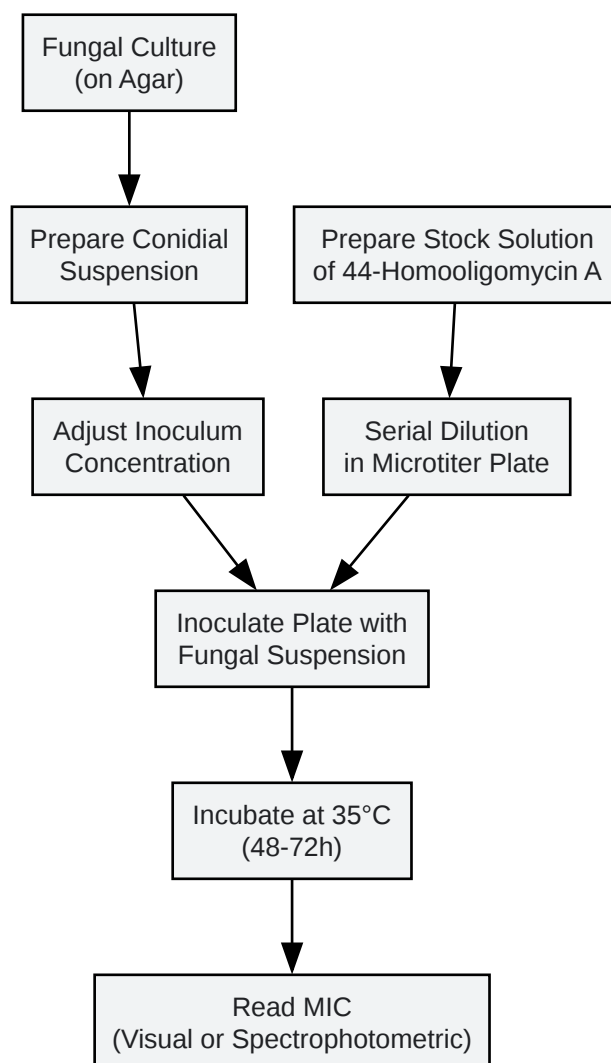 Fungal Culture
(on Agar)
Prepare Conidial
Suspension
Prepare Stock Solution
of 44-Homooligomycin A
Adjust Inoculum
Concentration
Serial Dilution
in Microtiter Plate
Inoculate Plate with
Fungal Suspension
Incubate at 35°C
(48-72h)
Read MIC
(Visual or Spectrophotometric)